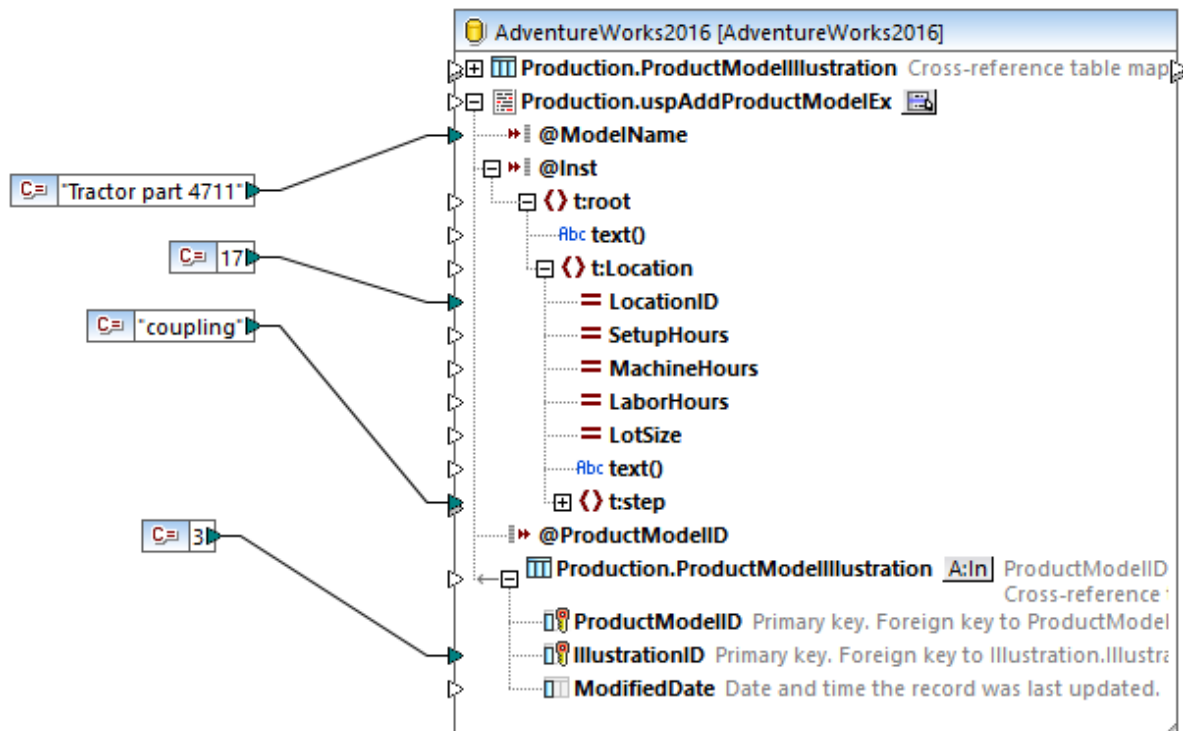 AdventureWorks2016 [AdventureWorks2016]
Production.ProductModelIllustration Cross-reference table map
Production.uspAddProductModelEx
@ModelName
@Inst
C= "Tractor part 4711"
t:root
Abc text()
C= 17
t:Location
LocationID
C= "coupling"
SetupHours
MachineHours
LaborHours
LotSize
Abc text()
t:step
C= 3
@ProductModelID
Production.ProductModelIllustration A:In ProductModelID
Cross-reference
ProductModelID Primary key. Foreign key to ProductModel
IllustrationID Primary key. Foreign key to Illustration.Illustra
ModifiedDate Date and time the record was last updated.